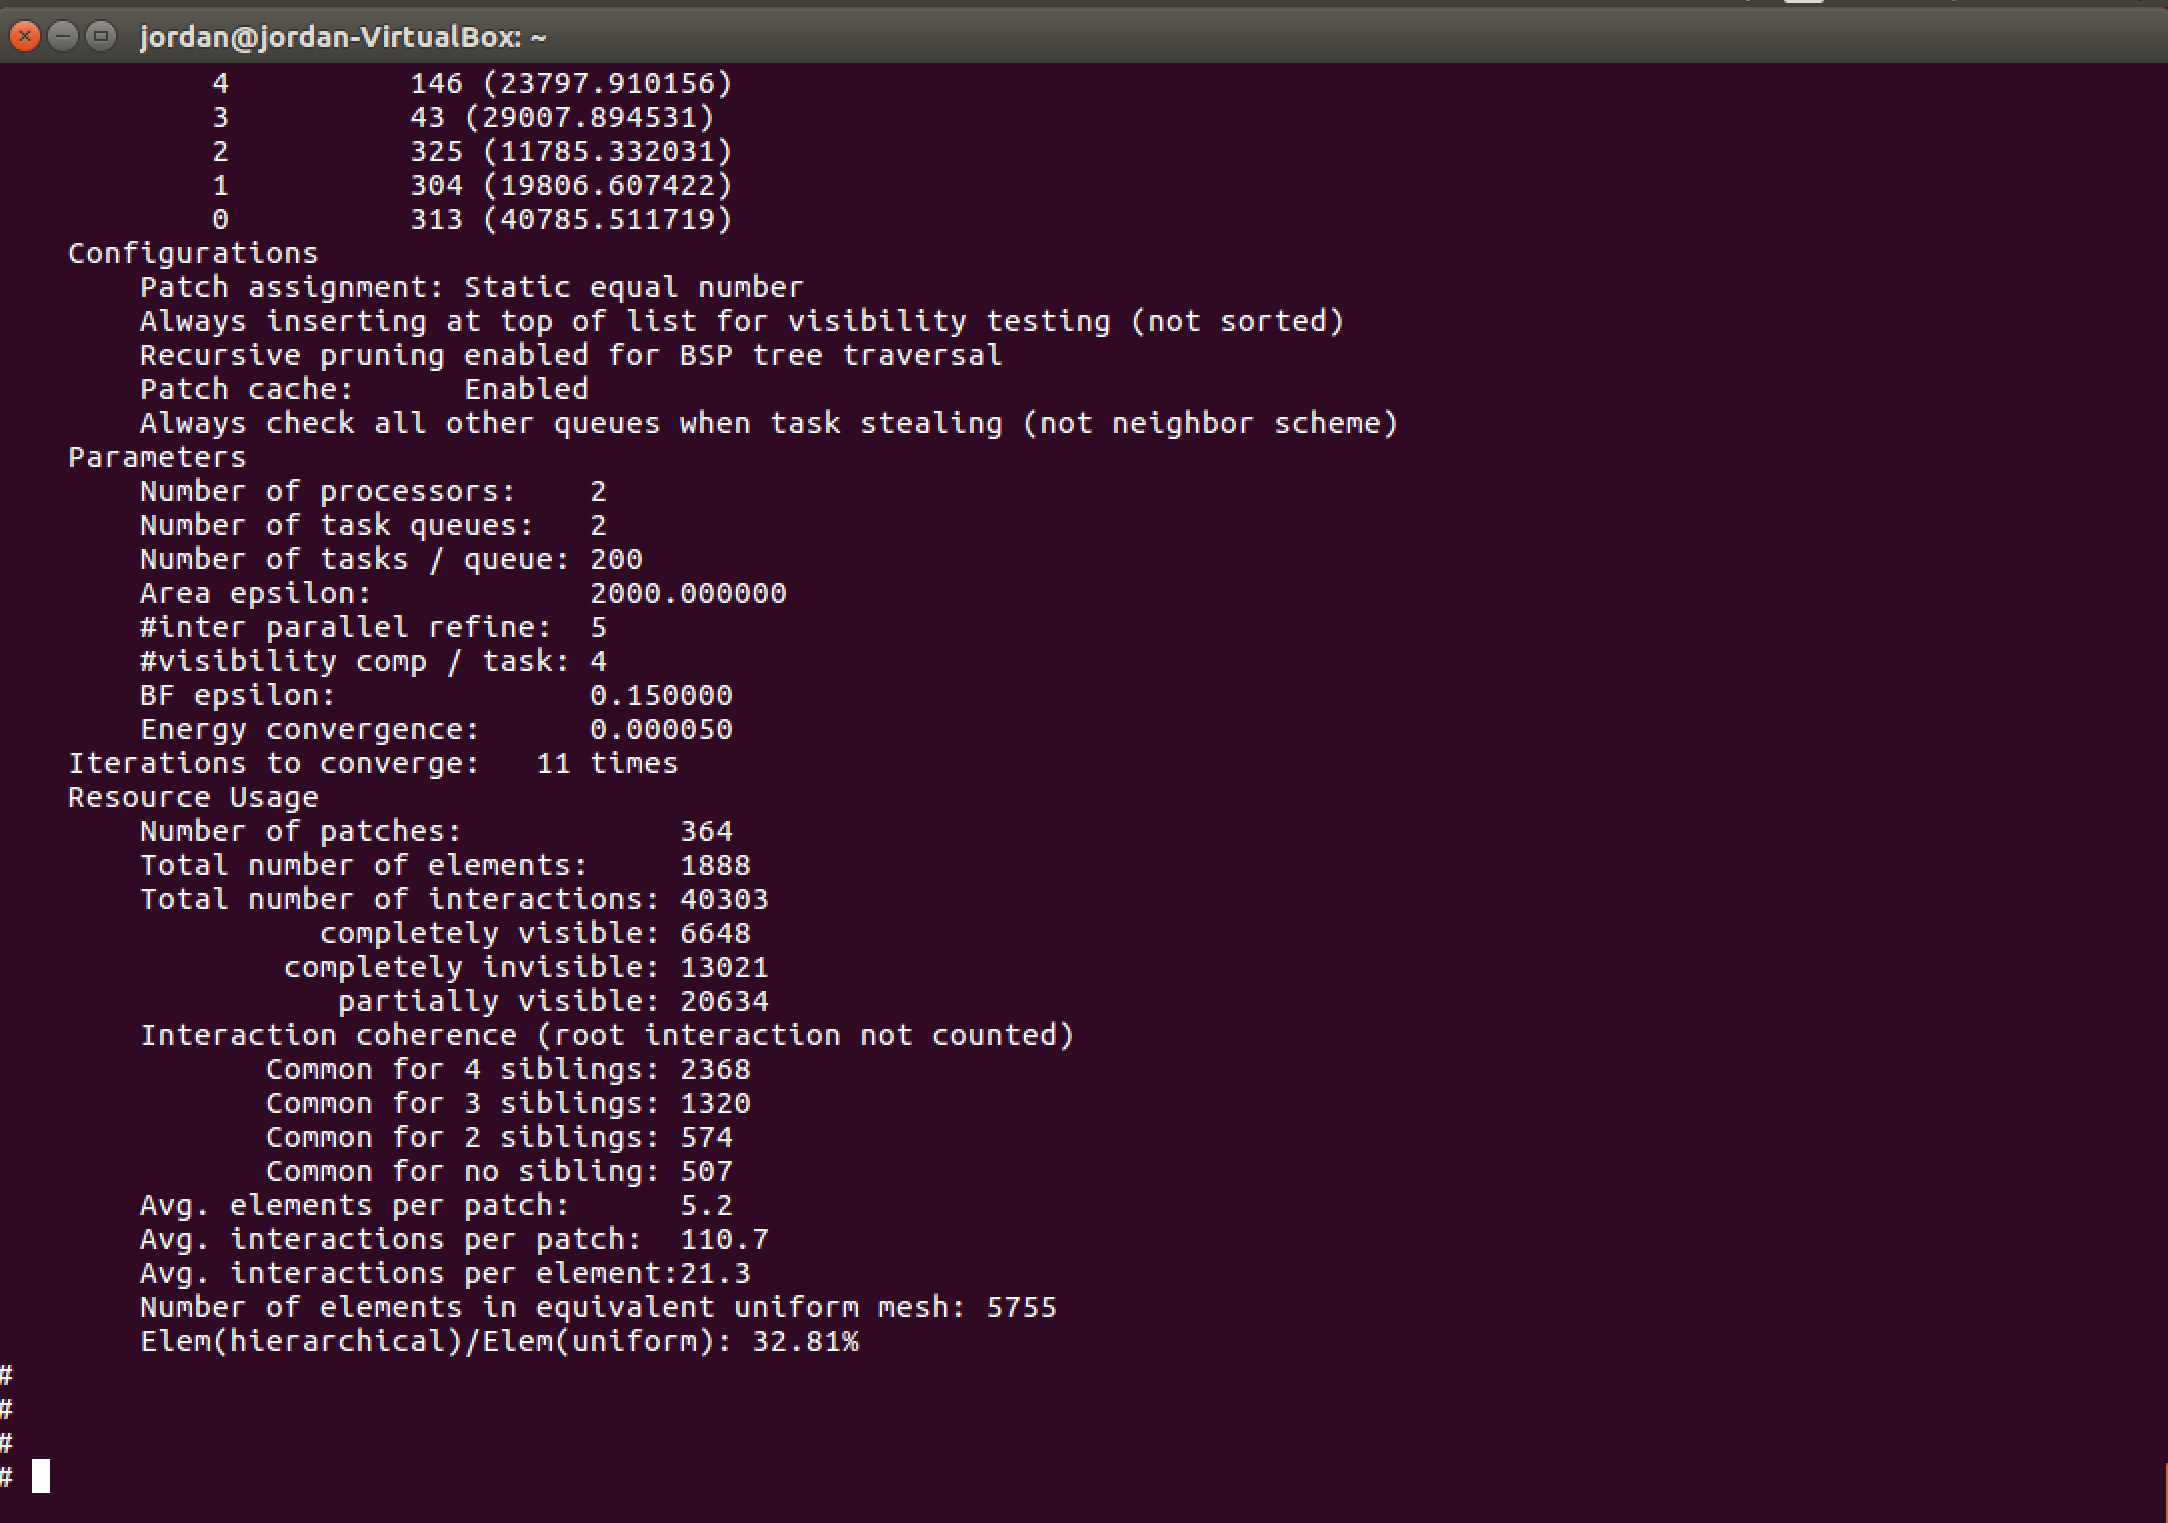 jordan@jordan-VirtualBox: ~
4 146 (23797.910156)
3 43 (29007.894531)
2 325 (11785.332031)
1 304 (19806.607422)
0 313 (40785.511719)
Configurations
Patch assignment: Static equal number
Always inserting at top of list for visibility testing (not sorted)
Recursive pruning enabled for BSP tree traversal
Patch cache: Enabled
Always check all other queues when task stealing (not neighbor scheme)
Parameters
Number of processors: 2
Number of task queues: 2
Number of tasks / queue: 200
Area epsilon: 2000.000000
#inter parallel refine: 5
#visibility comp / task: 4
BF epsilon: 0.150000
Energy convergence: 0.000050
Iterations to converge: 11 times
Resource Usage
Number of patches: 364
Total number of elements: 1888
Total number of interactions: 40303
completely visible: 6648
completely invisible: 13021
partially visible: 20634
Interaction coherence (root interaction not counted)
Common for 4 siblings: 2368
Common for 3 siblings: 1320
Common for 2 siblings: 574
Common for no sibling: 507
Avg. elements per patch: 5.2
Avg. interactions per patch: 110.7
Avg. interactions per element:21.3
Number of elements in equivalent uniform mesh: 5755
Elem(hierarchical)/Elem(uniform): 32.81%
#
#
#
#